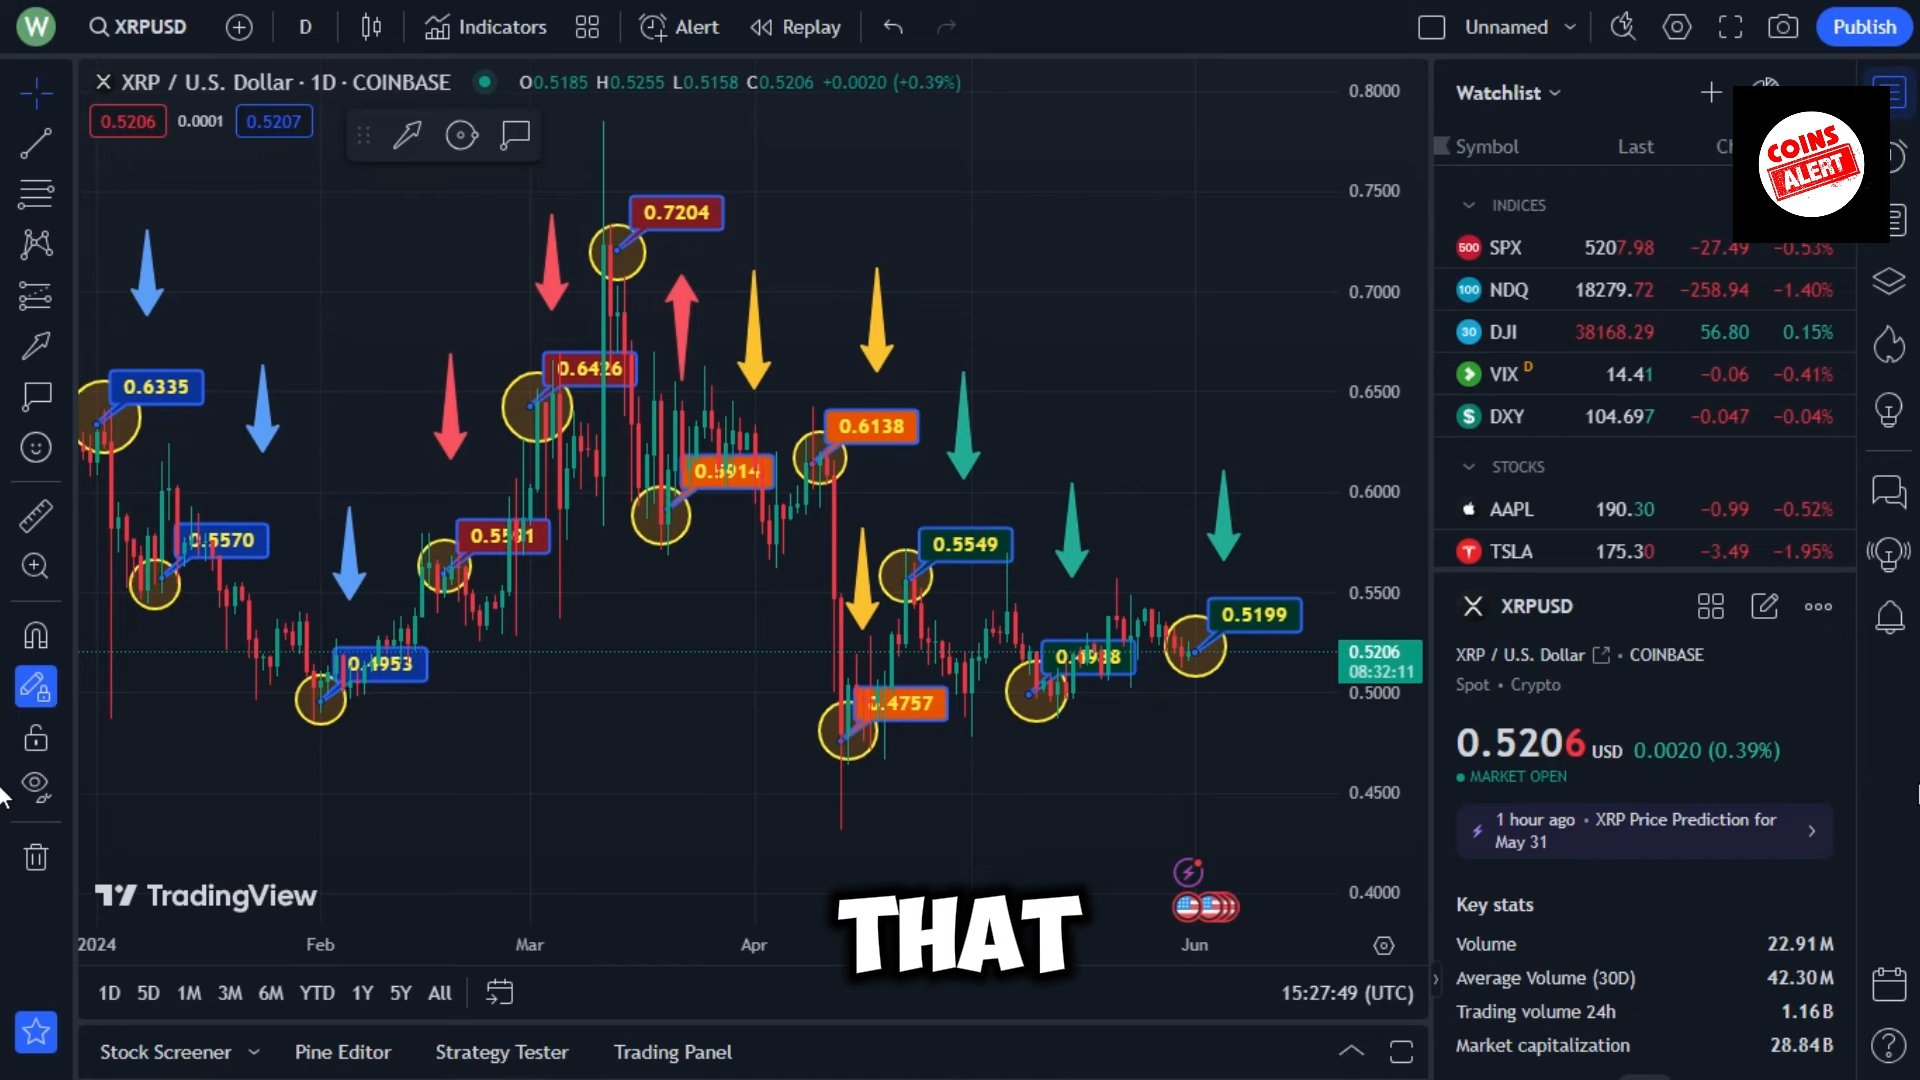 W XRPUSD D Indicators Alert Replay Unnamed Publish
X XRP / U.S. Dollar · 1D · COINBASE O0.5185 H0.5255 L0.5158 C0.5206 +0.0020 (+0.39%)
0.5206 0.0001 0.5207
0.8000
0.7500
0.7000
0.6500
0.6000
0.5500
0.5206
08:32:11
0.5000
0.4500
0.4000
0.6335
0.5570
0.4953
0.6426
0.7204
0.5914
0.6138
0.4757
0.5549
0.5199
TradingView
THAT
2024 Feb Mar Apr Jun
1D 5D 1M 3M 6M YTD 1Y 5Y All 15:27:49 (UTC)
Stock Screener Pine Editor Strategy Tester Trading Panel
Watchlist
COINS
ALERT
Symbol Last
INDICES
500 SPX 5207.98 −27.49 −0.53%
100 NDQ 18279.72 −258.94 −1.40%
30 DJI 38168.29 56.80 0.15%
VIX D 14.41 −0.06 −0.41%
$ DXY 104.697 −0.047 −0.04%
STOCKS
AAPL 190.30 −0.99 −0.52%
TSLA 175.30 −3.49 −1.95%
XRPUSD
XRP / U.S. Dollar • COINBASE
Spot • Crypto
0.5206 USD 0.0020 (0.39%)
MARKET OPEN
1 hour ago • XRP Price Prediction for
May 31
Key stats
Volume 22.91M
Average Volume (30D) 42.30M
Trading volume 24h 1.16B
Market capitalization 28.84B